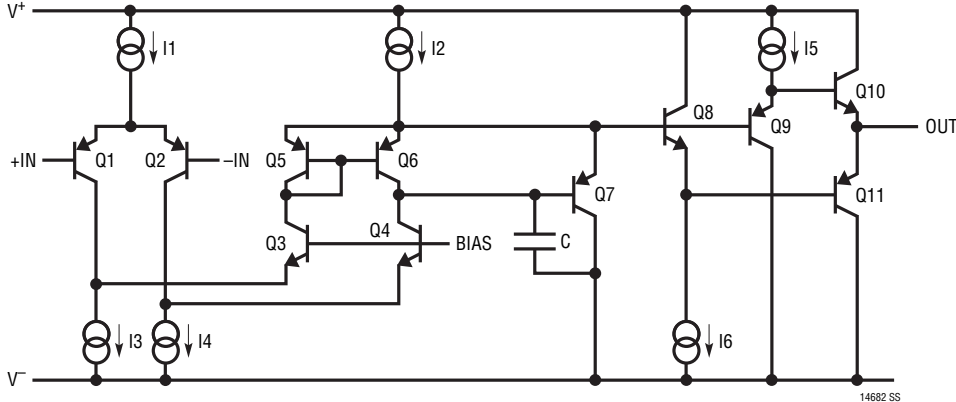 V+
I1
I2
I5
Q10
Q8
Q9
OUT
+IN
Q1
Q2
–IN
Q5
Q6
Q7
Q11
Q3
Q4
BIAS
C
I3
I4
I6
V–
14682 SS